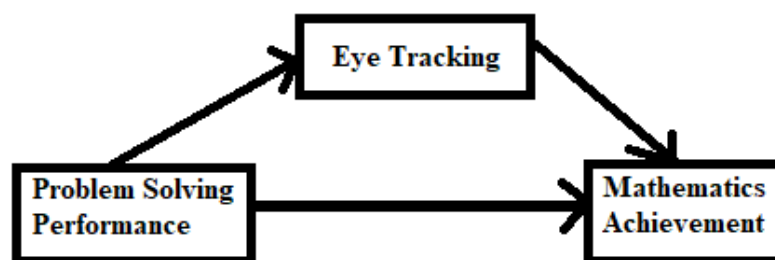 Eye Tracking
Problem Solving
Performance
Mathematics
Achievement